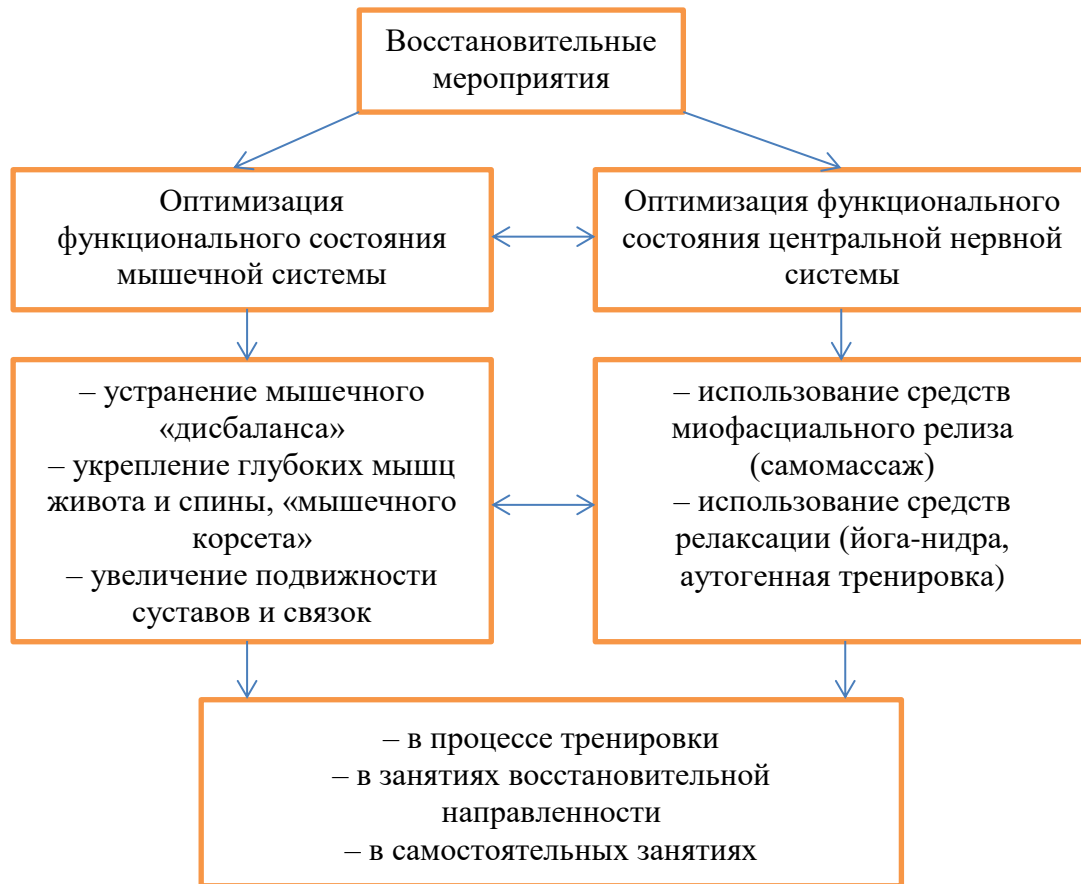 Восстановительные
мероприятия
Оптимизация
функционального состояния
мышечной системы
Оптимизация функционального
состояния центральной нервной
системы
– устранение мышечного
«дисбаланса»
– укрепление глубоких мышц
живота и спины, «мышечного
корсета»
– увеличение подвижности
суставов и связок
– использование средств
миофасциального релиза
(самомассаж)
– использование средств
релаксации (йога-нидра,
аутогенная тренировка)
– в процессе тренировки
– в занятиях восстановительной
направленности
– в самостоятельных занятиях